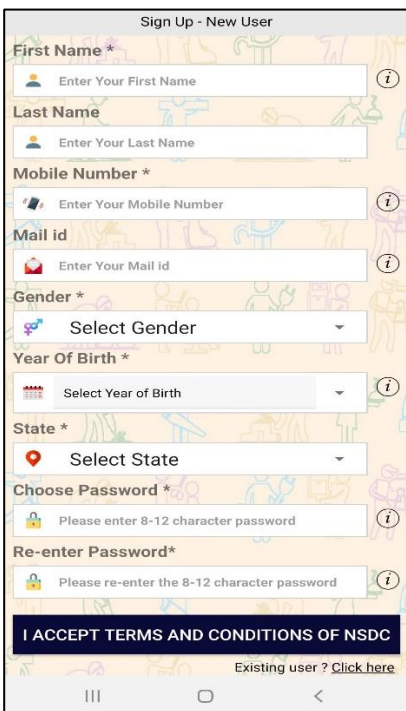 Sign Up - New User
First Name *
Enter Your First Name
i
Last Name
Enter Your Last Name
Mobile Number *
Enter Your Mobile Number
i
Mail id
Enter Your Mail id
i
Gender *
Select Gender
Year Of Birth *
Select Year of Birth
i
State *
Select State
Choose Password *
Please enter 8-12 character password
i
Re-enter Password*
Please re-enter the 8-12 character password
i
I ACCEPT TERMS AND CONDITIONS OF NSDC
Existing user ? Click here